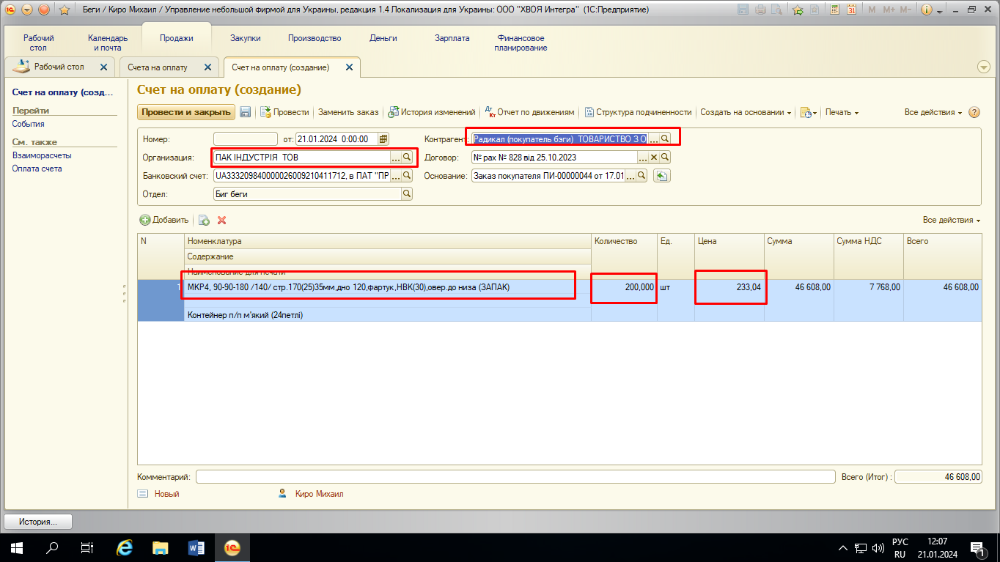 Беги / Киро Михаил / Управление небольшой фирмой для Украины, редакция 1.4 Локализация для Украины: ООО "ХВОЯ Интегра" (1С:Предприятие)
M M+ M-
Рабочий стол
Календарь и почта
Продажи
Закупки
Производство
Деньги
Зарплата
Финансовое планирование
Рабочий стол
Счета на оплату
Счет на оплату (создание)
Счет на оплату (созд...
Перейти
События
См. также
Взаиморасчеты
Оплата счета
Счет на оплату (создание)
Провести и закрыть
Провести
Заменить заказ
История изменений
Отчет по движениям
Структура подчиненности
Создать на основании
Печать
Все действия
Номер:
от: 21.01.2024 0:00:00
Контрагент: Радикал (покупатель бэги) ТОВАРИСТВО З О
Организация: ПАК ІНДУСТРІЯ ТОВ
Договор: № рах № 828 від 25.10.2023
Банковский счет: UA333209840000026009210411712, в ПАТ "ПР
Основание: Заказ покупателя ПИ-00000044 от 17.01
Отдел: Биг беги
Добавить
Все действия
N Номенклатура Количество Ед. Цена Сумма Сумма НДС Всего
Содержание
Наименование для печати
1 МКР4, 90-90-180 /140/ стр.170(25)35мм,дно 120,фартук,НВК(30),овер.до низа (ЗАПАК) 200,000 шт 233,04 46 608,00 7 768,00 46 608,00
Контейнер п/п м'який (24петлі)
Комментарий:
Всего (Итог) : 46 608,00
Новый
Киро Михаил
История...
РУС
RU
12:07
21.01.2024
1